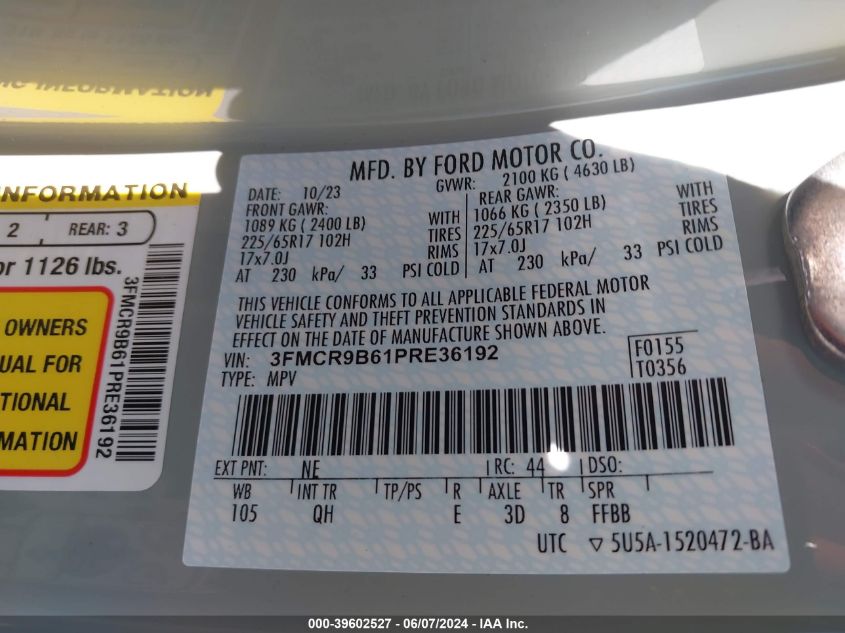 NG INFORMATION
NFORMATION
2 REAR: 3
or 1126 lbs.
OWNERS
UAL FOR
TIONAL
MATION
3FMCR9B61PRE36192
MFD. BY FORD MOTOR CO.
DATE: 10/23 GVWR: 2100 KG ( 4630 LB)
FRONT GAWR: REAR GAWR: WITH
1089 KG ( 2400 LB) WITH 1066 KG ( 2350 LB) TIRES
225/65R17 102H TIRES 225/65R17 102H RIMS
17x7.0J RIMS 17x7.0J
AT 230 kPa/ 33 PSI COLD AT 230 kPa/ 33 PSI COLD
THIS VEHICLE CONFORMS TO ALL APPLICABLE FEDERAL MOTOR
VEHICLE SAFETY AND THEFT PREVENTION STANDARDS IN
EFFECT ON THE DATE OF MANUFACTURE SHOWN ABOVE.
VIN: 3FMCR9B61PRE36192 F0155
TYPE: MPV T0356
EXT PNT: NE RC: 44 DSO:
WB INT TR TP/PS R AXLE TR SPR
105 QH E 3D 8 FFBB
UTC ▽ 5U5A-1520472-BA
000-39602527 - 06/07/2024 - IAA Inc.